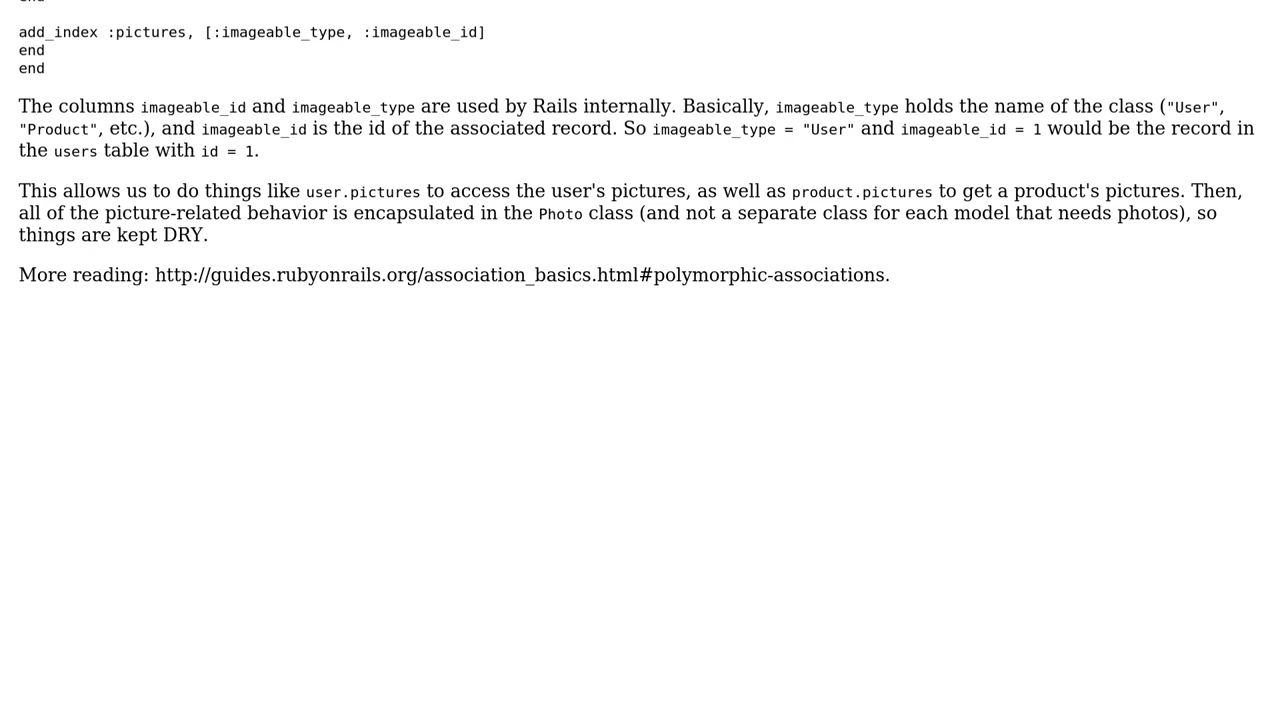 add_index :pictures, [:imageable_type, :imageable_id]
end
end
The columns imageable_id and imageable_type are used by Rails internally. Basically, imageable_type holds the name of the class ("User",
"Product", etc.), and imageable_id is the id of the associated record. So imageable_type = "User" and imageable_id = 1 would be the record in
the users table with id = 1.
This allows us to do things like user.pictures to access the user's pictures, as well as product.pictures to get a product's pictures. Then,
all of the picture-related behavior is encapsulated in the Photo class (and not a separate class for each model that needs photos), so
things are kept DRY.
More reading: http://guides.rubyonrails.org/association_basics.html#polymorphic-associations.